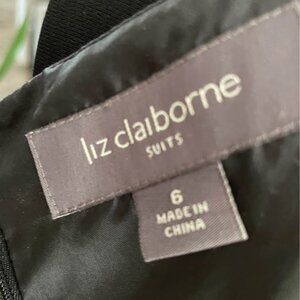 liz claiborne
SUITS
6
MADE IN
CHINA